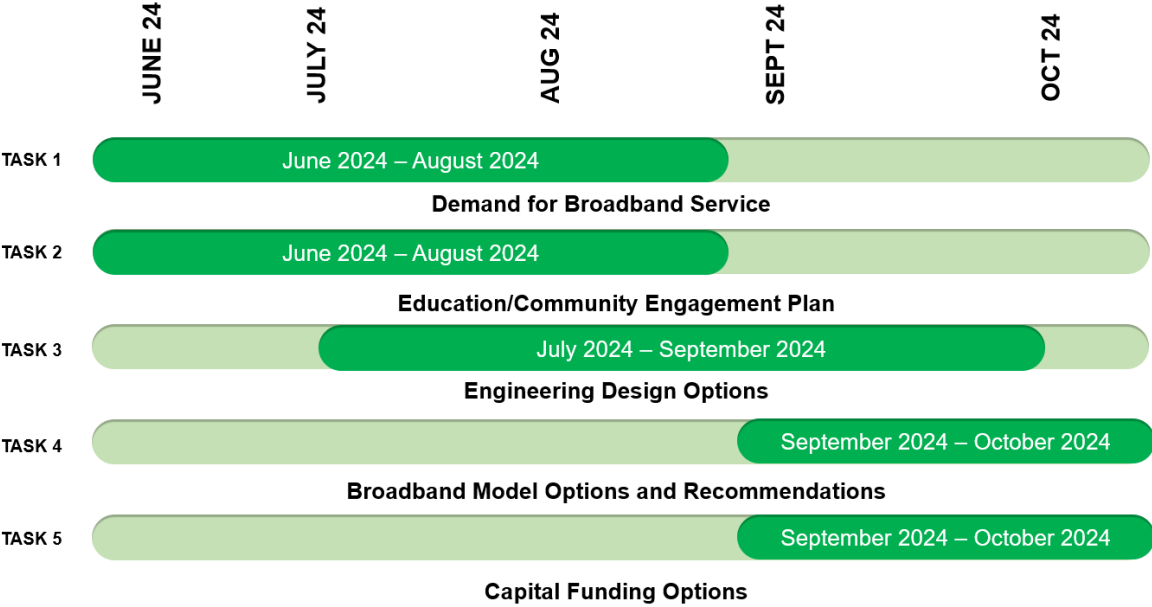 JUNE 24
JULY 24
AUG 24
SEPT 24
OCT 24
TASK 1
June 2024 – August 2024
Demand for Broadband Service
TASK 2
June 2024 – August 2024
Education/Community Engagement Plan
TASK 3
July 2024 – September 2024
Engineering Design Options
TASK 4
September 2024 – October 2024
Broadband Model Options and Recommendations
TASK 5
September 2024 – October 2024
Capital Funding Options